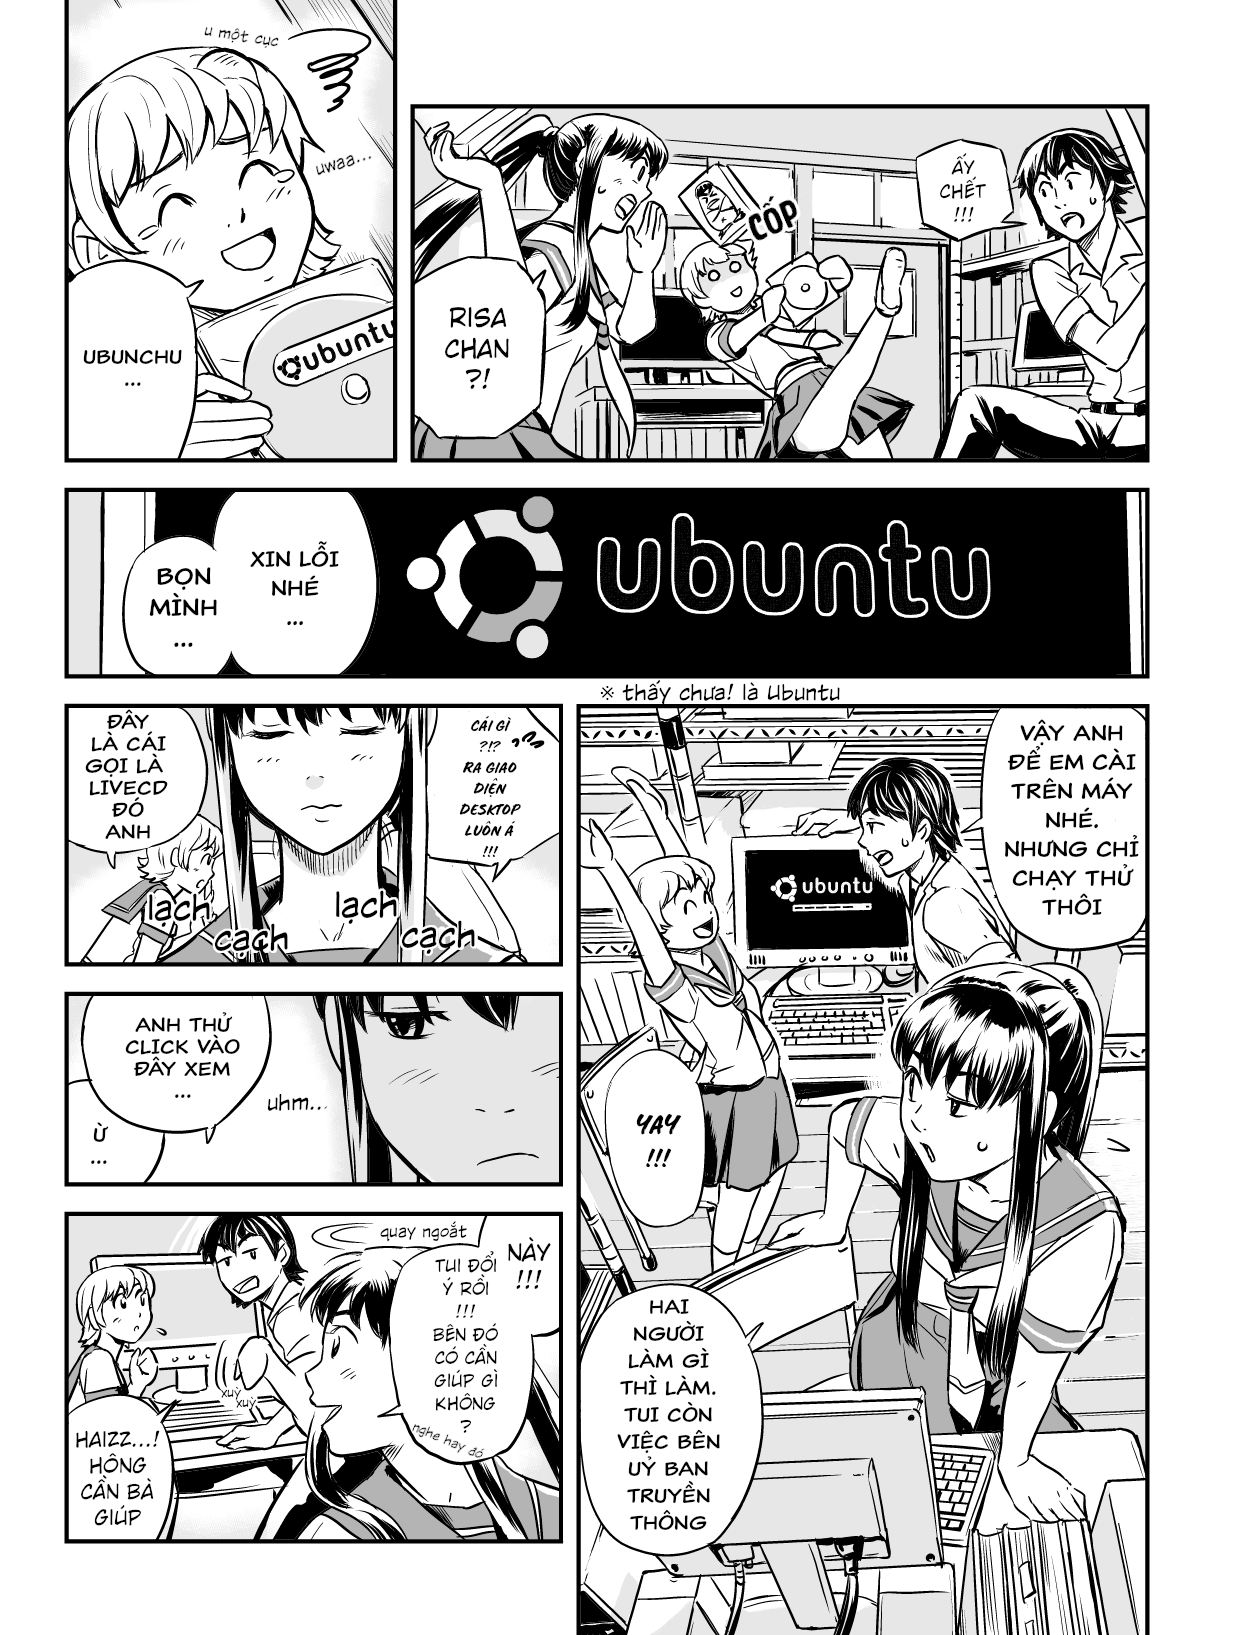 ẤY
CHẾT
!!!
CỐP
RISA
CHAN
?!
u một cục
uwaa...
UBUNCHU
...
ubuntu
ubuntu
XIN LỖI
NHÉ
...
BỌN
MÌNH
...
※ thấy chưa! là Ubuntu
VẬY ANH
ĐỂ EM CÀI
TRÊN MÁY
NHÉ.
NHƯNG CHỈ
CHẠY THỬ
THÔI
ubuntu
YAY
!!!
HAI
NGƯỜI
LÀM GÌ
THÌ LÀM.
TUI CÒN
VIỆC BÊN
UỶ BAN
TRUYỀN
THÔNG
CÁI GÌ
?!?
RA GIAO
DIỆN
DESKTOP
LUÔN Á
!!!
ĐÂY
LÀ CÁI
GỌI LÀ
LIVECD
ĐÓ
ANH
lạch
cạch
lạch
cạch
ANH THỬ
CLICK VÀO
ĐÂY XEM
...
uhm...
Ừ
...
quay ngoắt
NÀY
!!!
TUI ĐỔI
Ý RỒI
!!!
BÊN ĐÓ
CÓ CẦN
GIÚP GÌ
KHÔNG
?
nghe hay đó
xuỳ
xuỳ
HAIZZ...!
HÔNG
CẦN BÀ
GIÚP